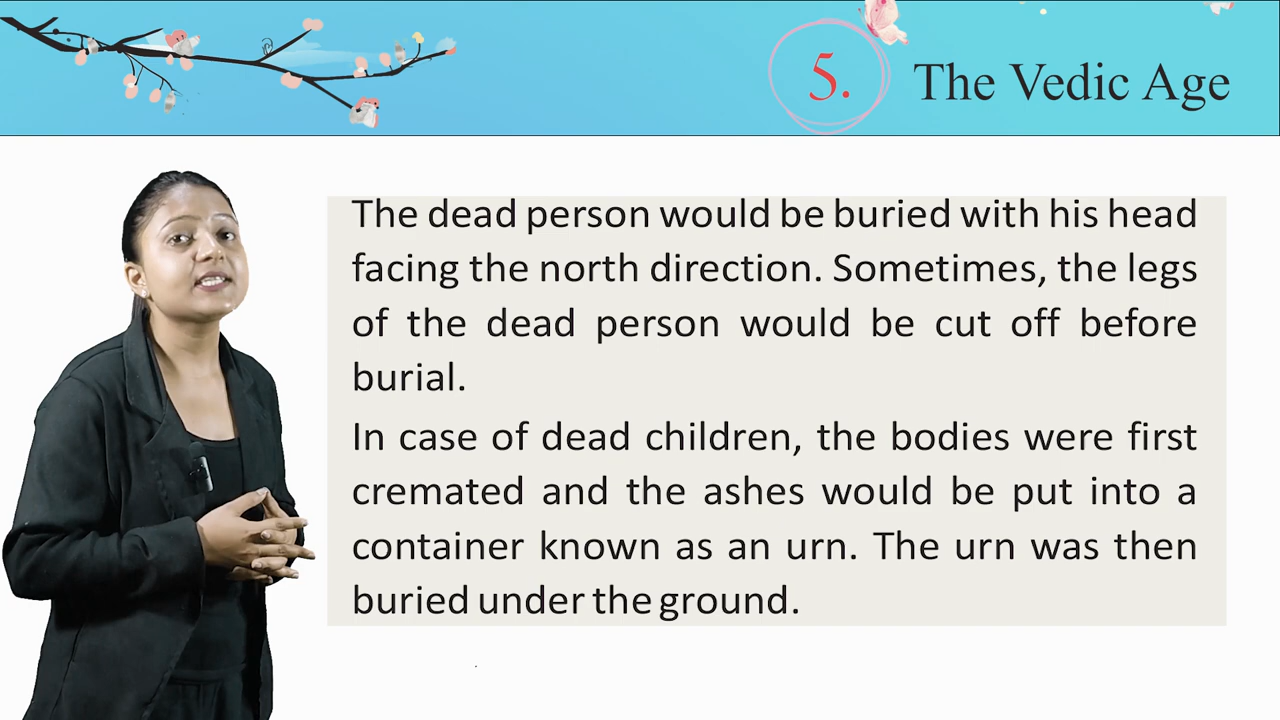 5. The Vedic Age
The dead person would be buried with his head
facing the north direction. Sometimes, the legs
of the dead person would be cut off before
burial.
In case of dead children, the bodies were first
cremated and the ashes would be put into a
container known as an urn. The urn was then
buried under the ground.